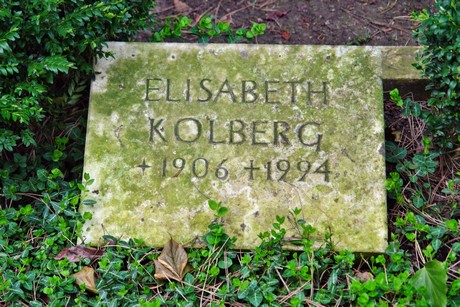 ELISABETH
KOLBERG
+1906 +1994